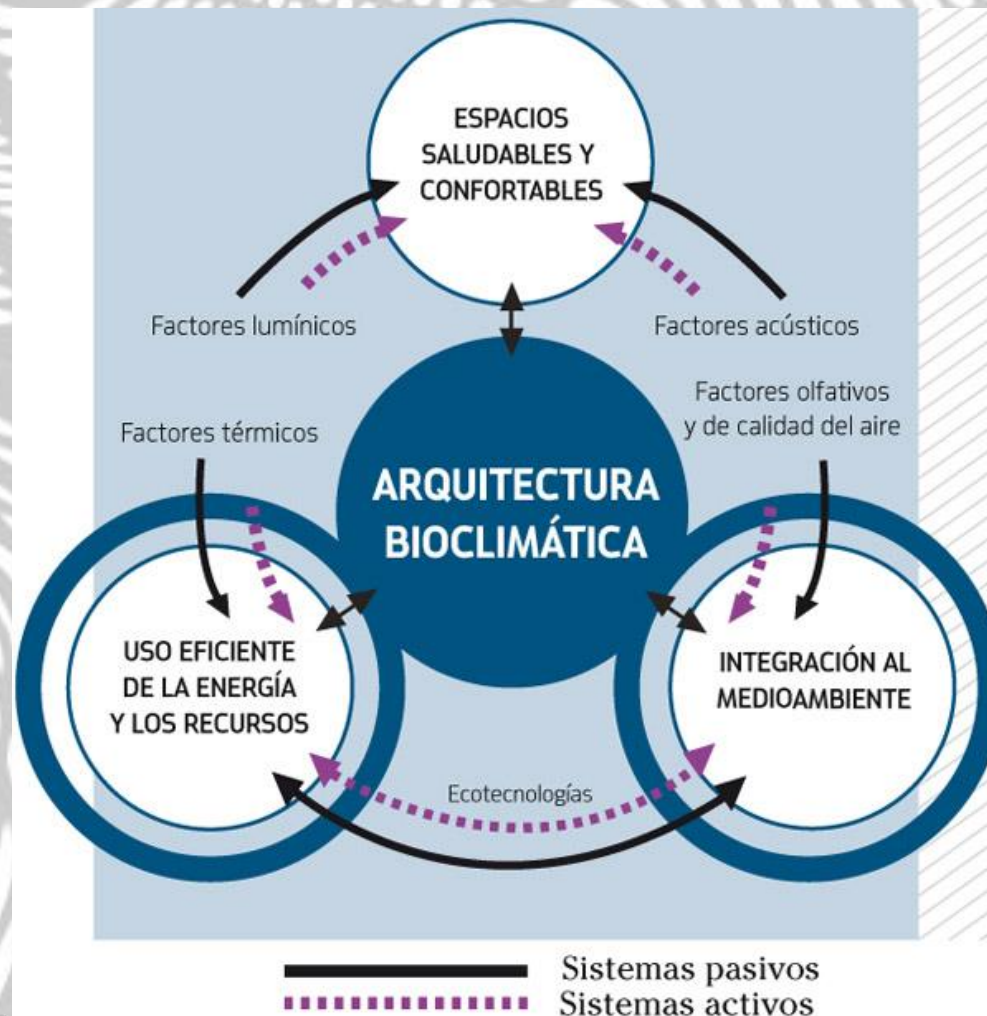 ESPACIOS
SALUDABLES Y
CONFORTABLES
Factores lumínicos
Factores acústicos
Factores térmicos
Factores olfativos
y de calidad del aire
ARQUITECTURA
BIOCLIMÁTICA
USO EFICIENTE
DE LA ENERGÍA
Y LOS RECURSOS
INTEGRACIÓN AL
MEDIOAMBIENTE
Ecotecnologías
Sistemas pasivos
Sistemas activos